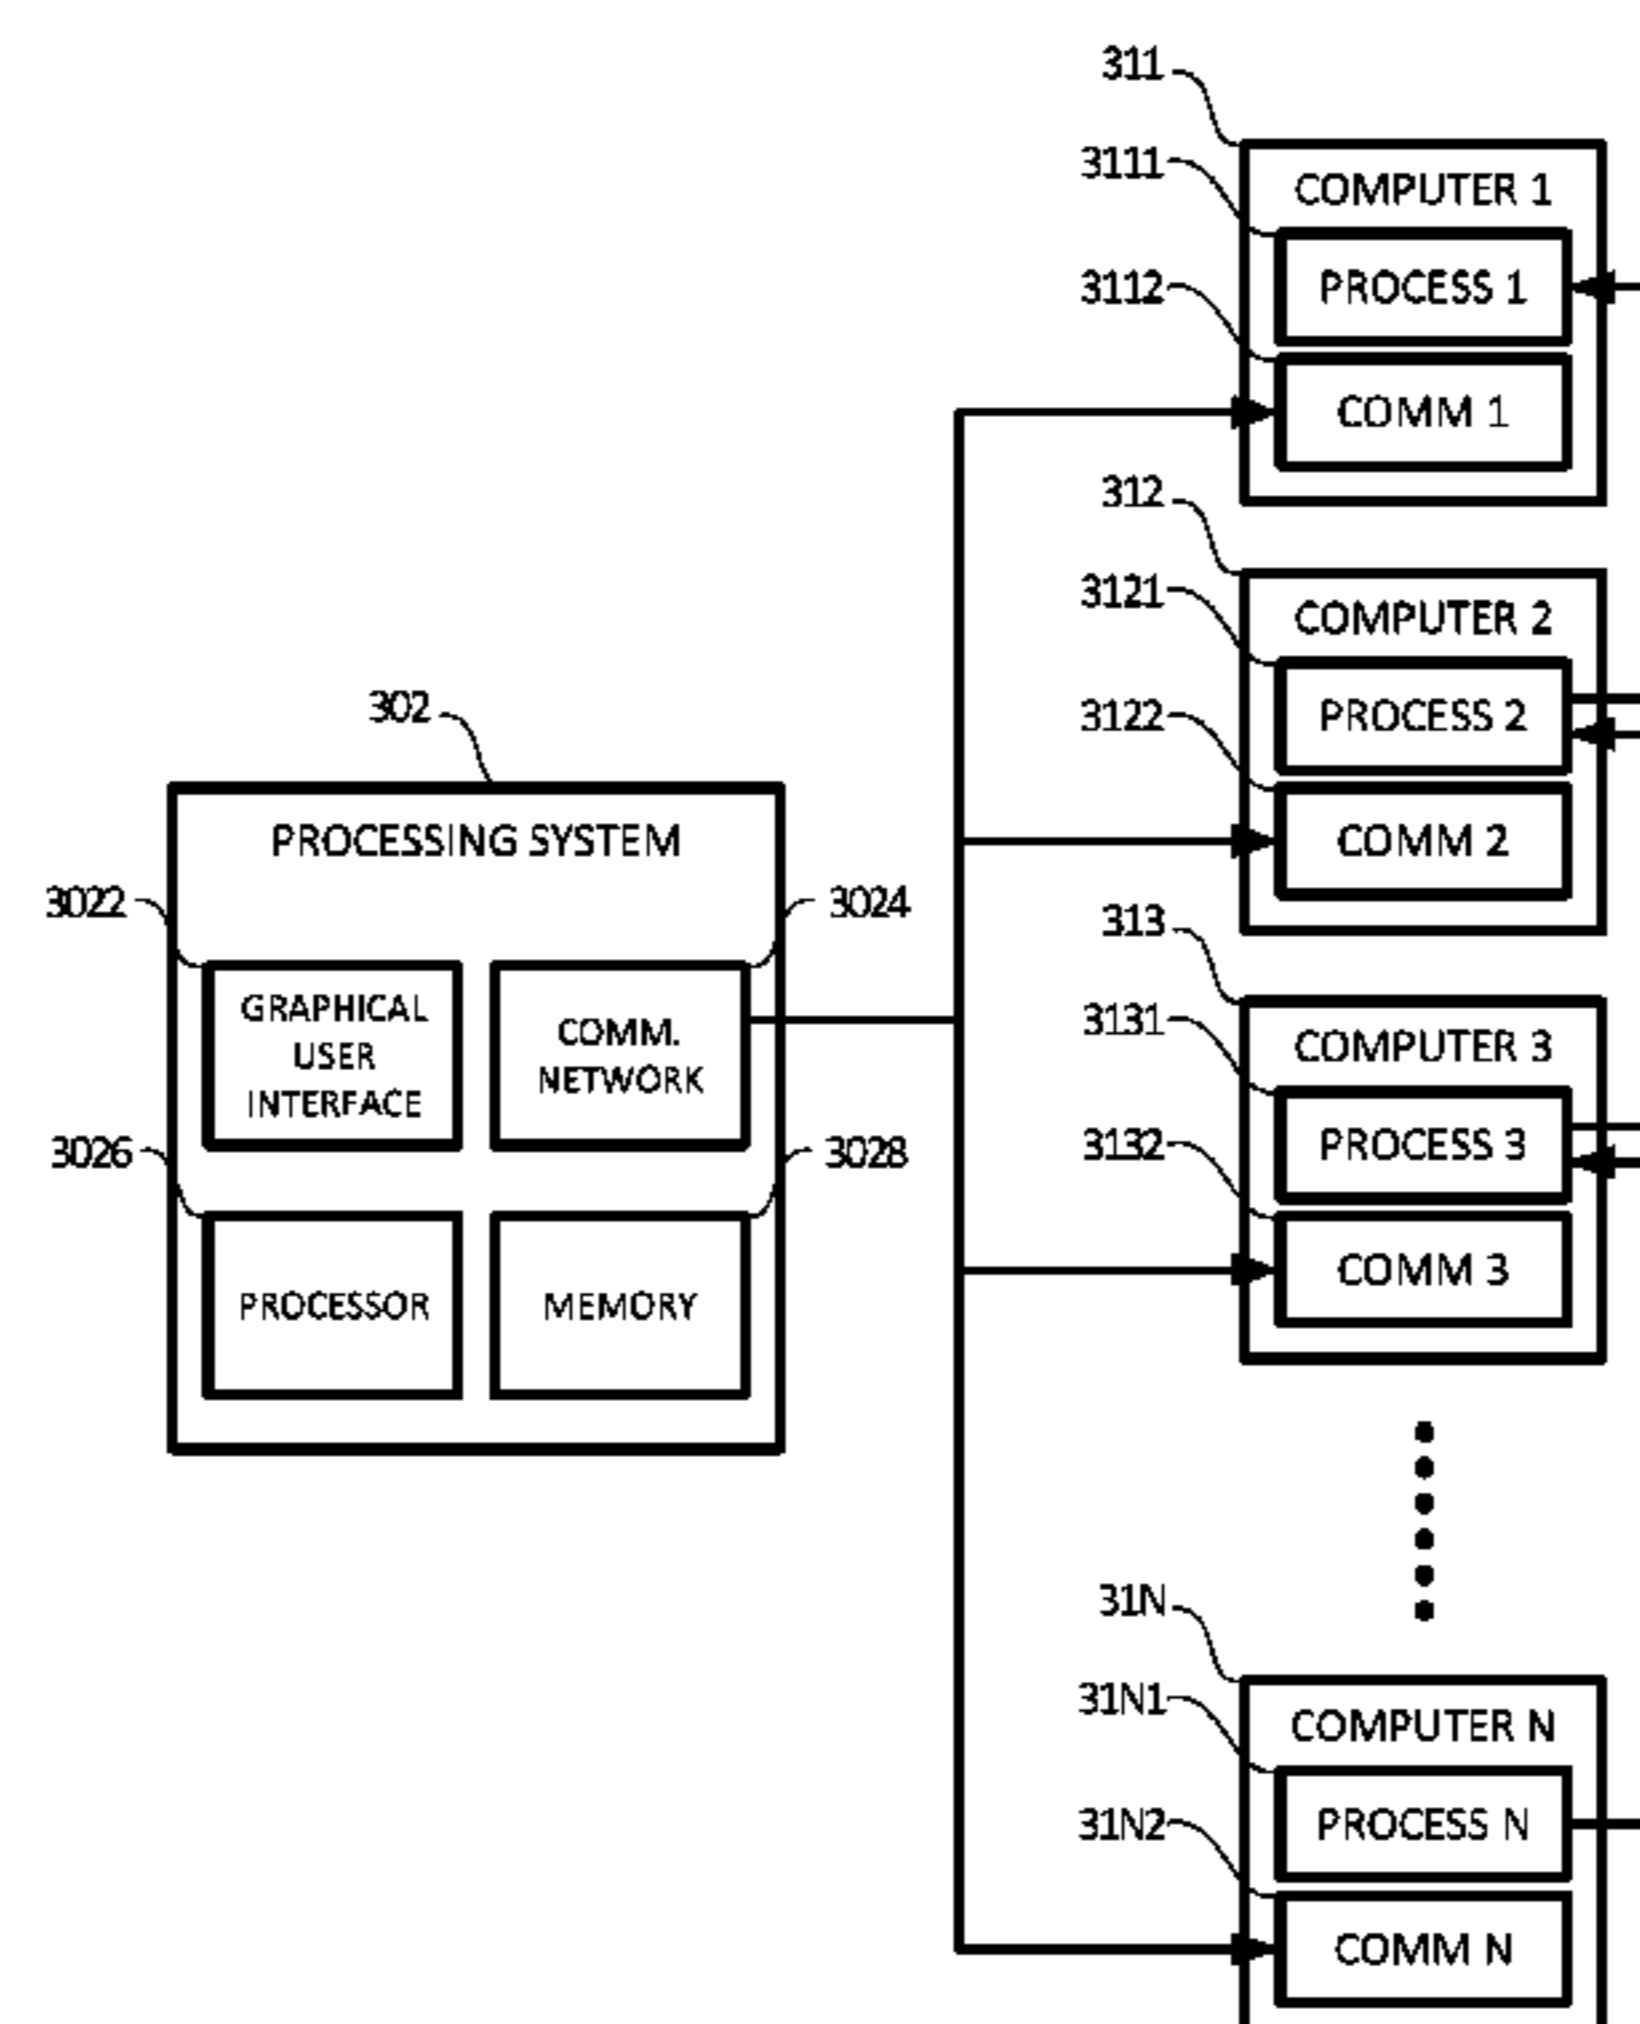 311
3111
COMPUTER 1
PROCESS 1
3112
COMM 1
312
3121
COMPUTER 2
PROCESS 2
3122
COMM 2
302
PROCESSING SYSTEM
3022
3024
GRAPHICAL
USER
INTERFACE
COMM.
NETWORK
3026
3028
PROCESSOR
MEMORY
313
3131
COMPUTER 3
PROCESS 3
3132
COMM 3
31N
31N1
COMPUTER N
PROCESS N
31N2
COMM N